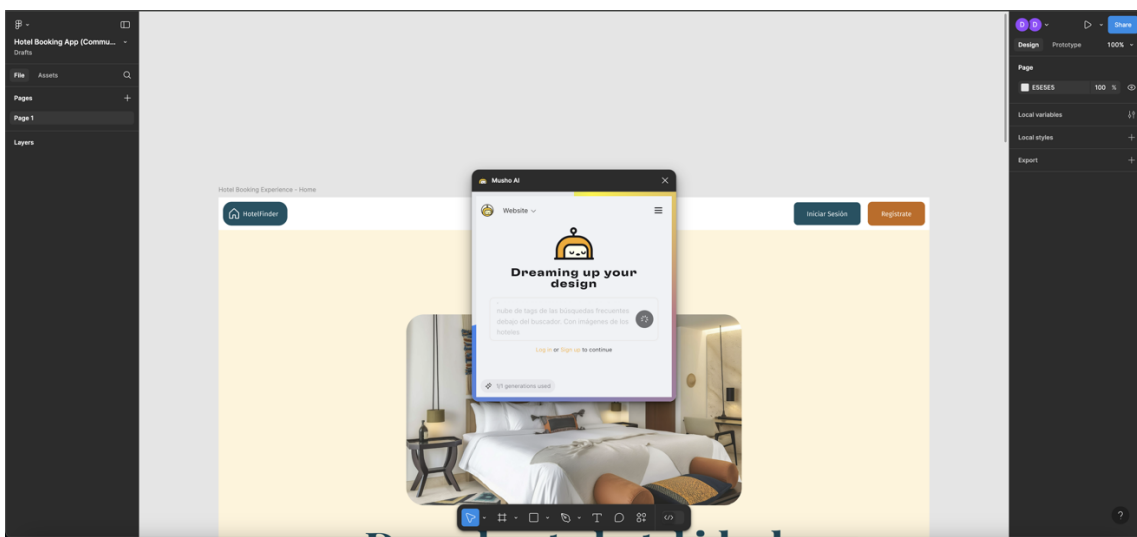 Hotel Booking App (Commu...
Drafts
File Assets
Pages
Page 1
Layers
Hotel Booking Experience - Home
HotelFinder
Iniciar Sesión
Regístrate
Musho AI
Website
Dreaming up your
design
nube de tags de las búsquedas frecuentes
debajo del buscador. Con imágenes de los
hoteles
Log in or Sign up to continue
1/1 generations used
D D
Share
Design Prototype 100%
Page
E5E5E5 100 %
Local variables
Local styles
Export